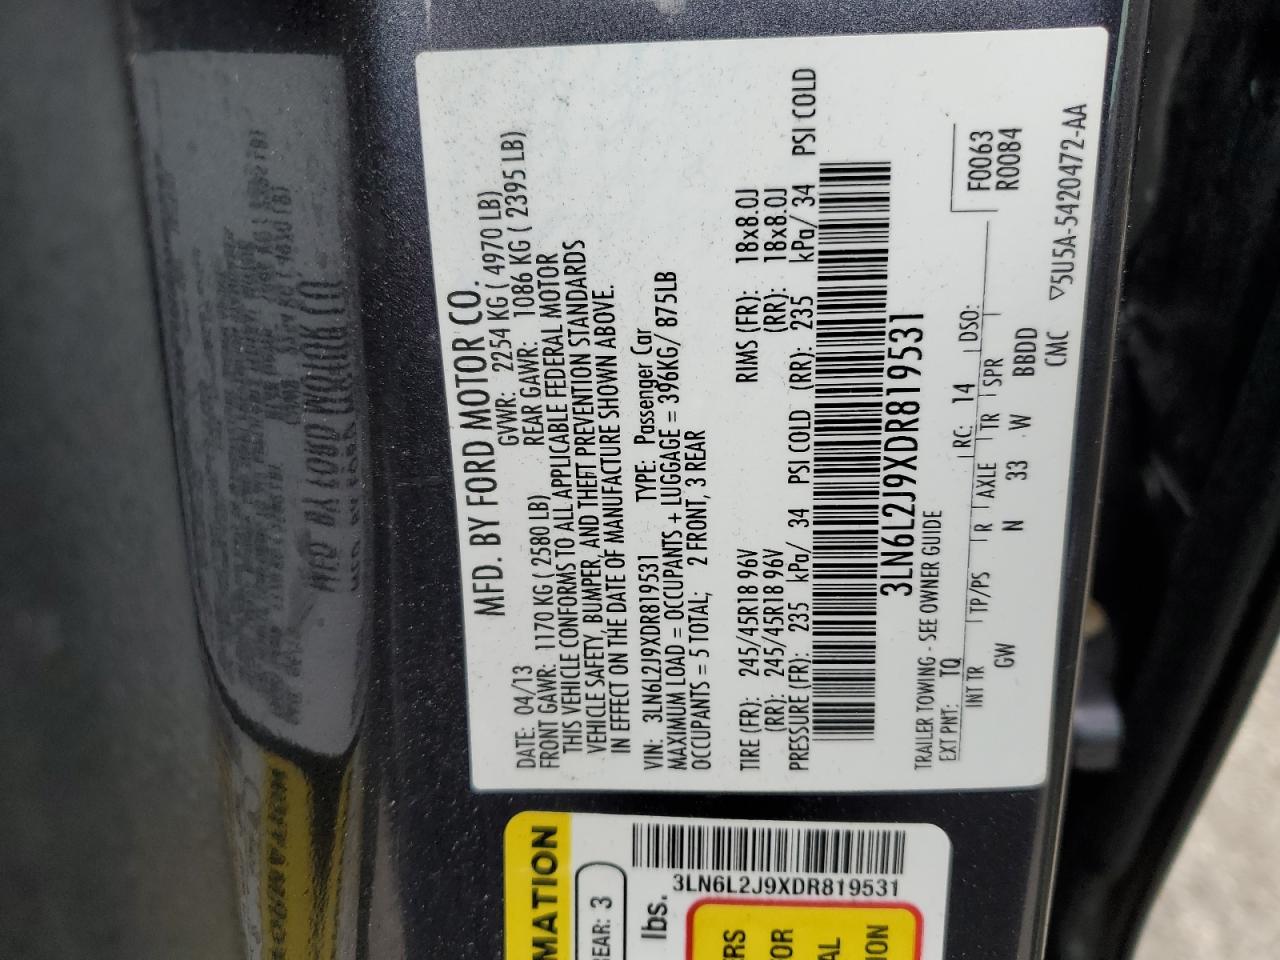 MFD. BY FORD MOTOR CO.
DATE: 04/13 GVWR: 2254 KG ( 4970 LB)
FRONT GAWR: 1170 KG ( 2580 LB) REAR GAWR: 1086 KG ( 2395 LB)
THIS VEHICLE CONFORMS TO ALL APPLICABLE FEDERAL MOTOR
VEHICLE SAFETY, BUMPER, AND THEFT PREVENTION STANDARDS
IN EFFECT ON THE DATE OF MANUFACTURE SHOWN ABOVE.
VIN: 3LN6L2J9XDR819531 TYPE: Passenger Car
MAXIMUM LOAD = OCCUPANTS + LUGGAGE = 396KG/ 875LB
OCCUPANTS = 5 TOTAL; 2 FRONT, 3 REAR
TIRE (FR): 245/45R18 96V RIMS (FR): 18x8.0J
(RR): 245/45R18 96V (RR): 18x8.0J
PRESSURE (FR): 235 kPa/ 34 PSI COLD (RR): 235 kPa/ 34 PSI COLD
3LN6L2J9XDR819531
TRAILER TOWING - SEE OWNER GUIDE
EXT PNT: TQ RC: 14 DSO:
F0063
R0084
INT TR TP/PS R AXLE TR SPR
GW N 33 W BBDD
CMC ▽5U5A-5420472-AA
MATION
REAR: 3
lbs.
3LN6L2J9XDR819531
ERS
OR
AL
ION